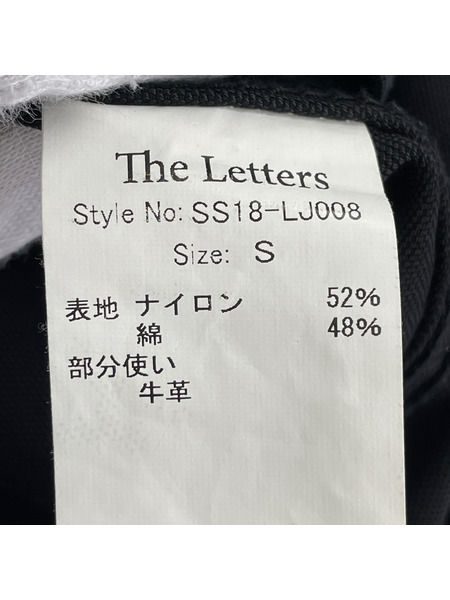 The Letters
Style No: SS18-LJ008
Size: S
表地 ナイロン 52%
綿 48%
部分使い
牛革